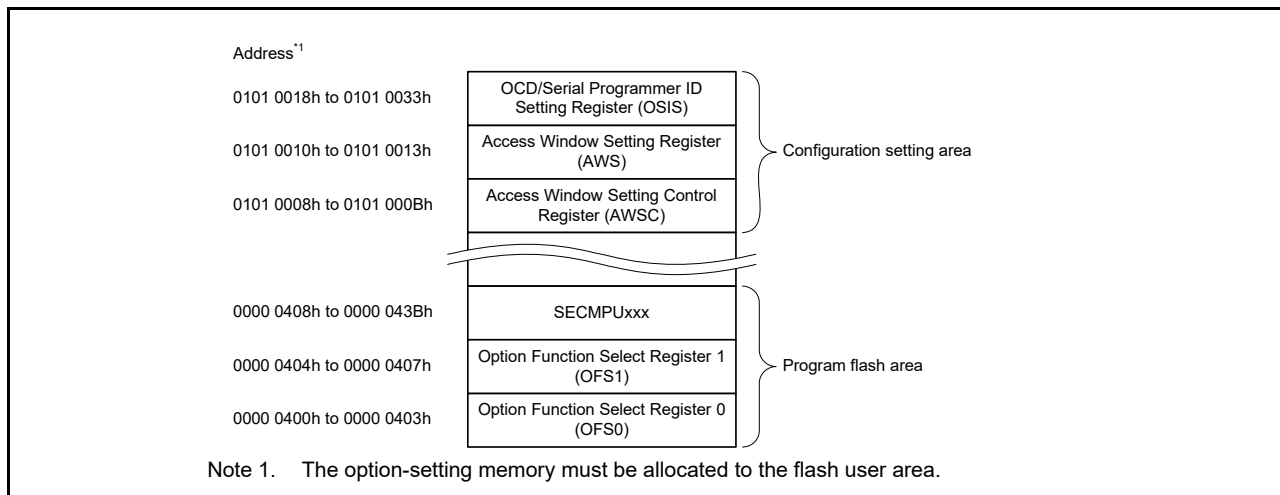 Address*1
0101 0018h to 0101 0033h
OCD/Serial Programmer ID
Setting Register (OSIS)
0101 0010h to 0101 0013h
Access Window Setting Register
(AWS)
Configuration setting area
0101 0008h to 0101 000Bh
Access Window Setting Control
Register (AWSC)
0000 0408h to 0000 043Bh
SECMPUxxx
0000 0404h to 0000 0407h
Option Function Select Register 1
(OFS1)
Program flash area
0000 0400h to 0000 0403h
Option Function Select Register 0
(OFS0)
Note 1. The option-setting memory must be allocated to the flash user area.